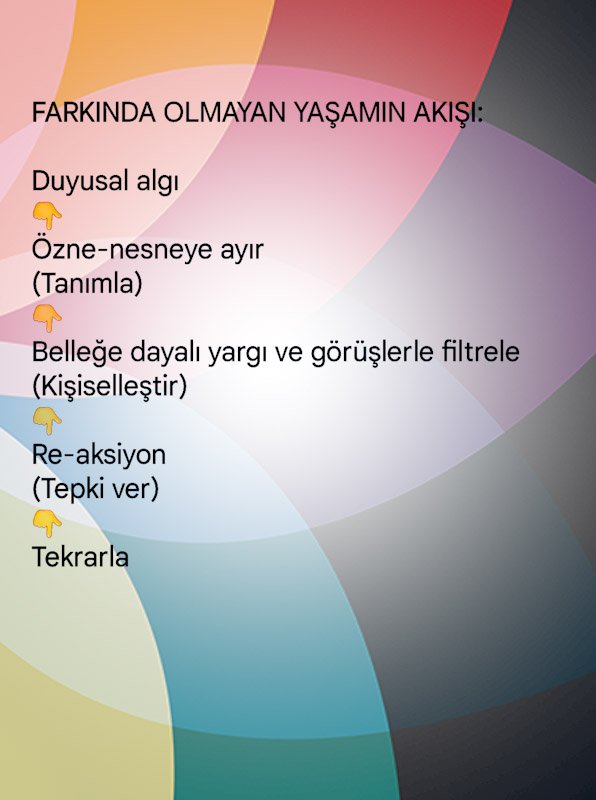 FARKINDA OLMAYAN YAŞAMIN AKIŞI:
Duyusal algı
👇
Özne-nesneye ayır
(Tanımla)
👇
Belleğe dayalı yargı ve görüşlerle filtrele
(Kişiselleştir)
👇
Re-aksiyon
(Tepki ver)
👇
Tekrarla